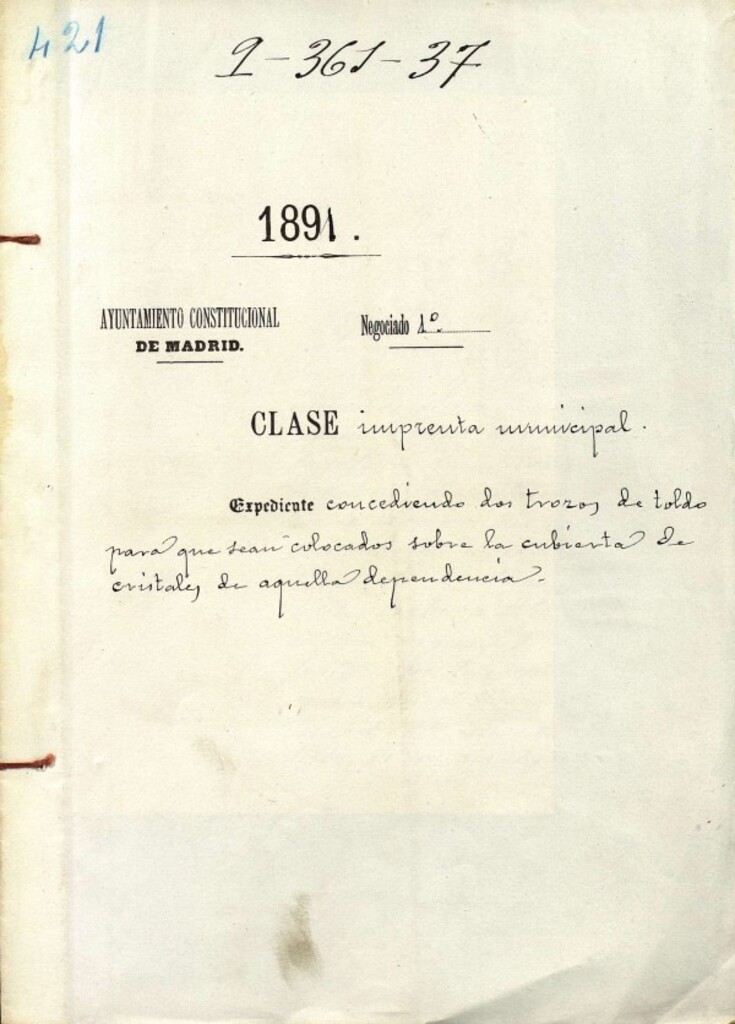 421
9-361-37
1891.
AYUNTAMIENTO CONSTITUCIONAL
DE MADRID.
Negociado 1º
CLASE imprenta municipal.
Expediente concediendo dos trozos de toldo
para que sean colocados sobre la cubierta de
cristales de aquella dependencia.